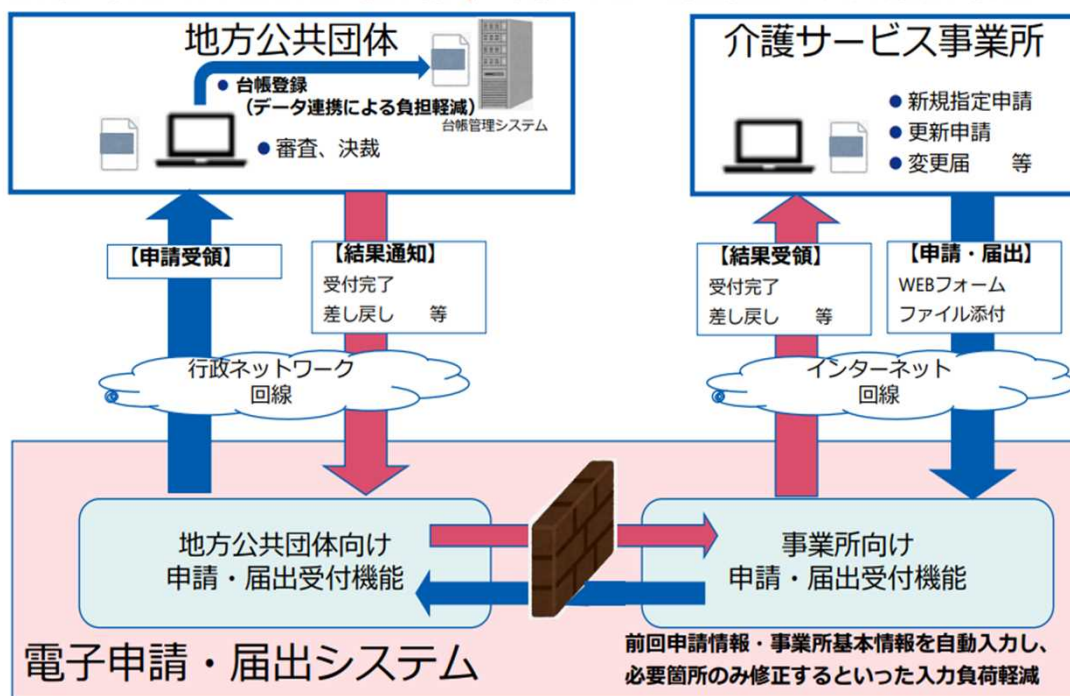 地方公共団体
● 台帳登録
（データ連携による負担軽減）
台帳管理システム
● 審査、決裁
介護サービス事業所
● 新規指定申請
● 更新申請
● 変更届　等
【申請受領】
【結果通知】
受付完了
差し戻し　等
【結果受領】
受付完了
差し戻し　等
【申請・届出】
WEBフォーム
ファイル添付
行政ネットワーク
回線
インターネット
回線
地方公共団体向け
申請・届出受付機能
事業所向け
申請・届出受付機能
電子申請・届出システム
前回申請情報・事業所基本情報を自動入力し、
必要箇所のみ修正するといった入力負荷軽減